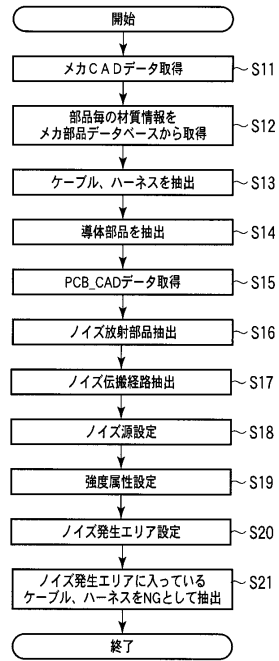 開始
メカCADデータ取得
S11
部品毎の材質情報を
メカ部品データベースから取得
S12
ケーブル、ハーネスを抽出
S13
導体部品を抽出
S14
PCB_CADデータ取得
S15
ノイズ放射部品抽出
S16
ノイズ伝搬経路抽出
S17
ノイズ源設定
S18
強度属性設定
S19
ノイズ発生エリア設定
S20
ノイズ発生エリアに入っている
ケーブル、ハーネスをNGとして抽出
S21
終了